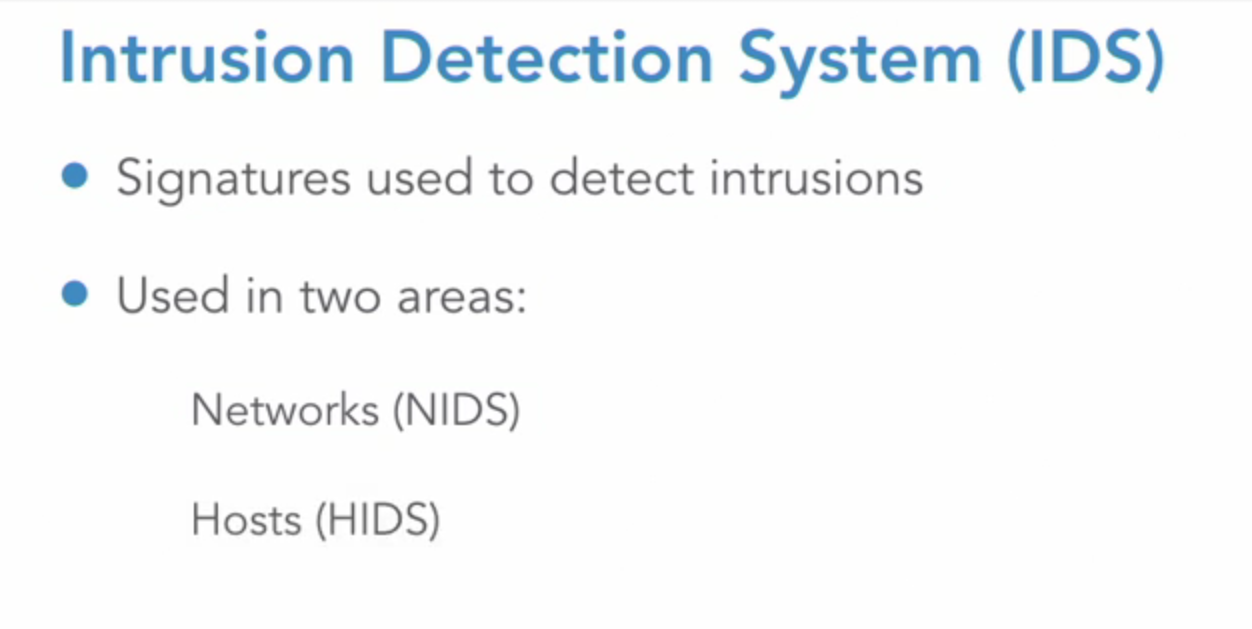 Intrusion Detection System (IDS)
Signatures used to detect intrusions
Used in two areas:
Networks (NIDS)
Hosts (HIDS)